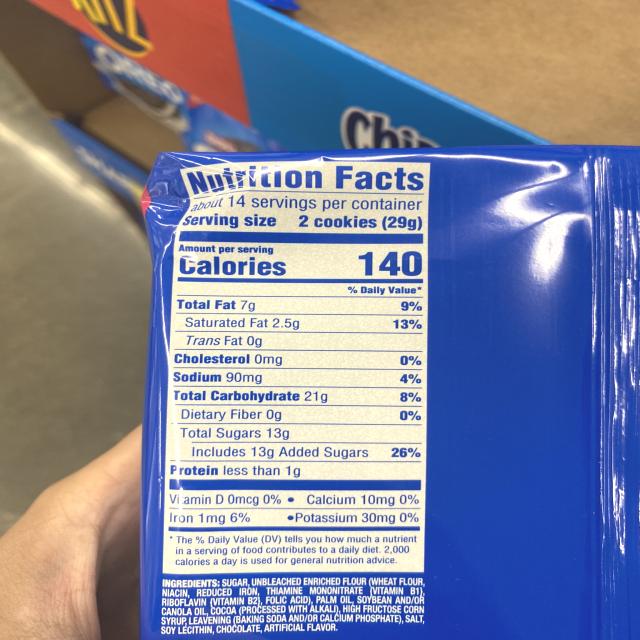 RITZ
OREO
Chip
Nutrition Facts
about 14 servings per container
Serving size 2 cookies (29g)
Amount per serving
Calories 140
% Daily Value*
Total Fat 7g 9%
Saturated Fat 2.5g 13%
Trans Fat 0g
Cholesterol 0mg 0%
Sodium 90mg 4%
Total Carbohydrate 21g 8%
Dietary Fiber 0g 0%
Total Sugars 13g
Includes 13g Added Sugars 26%
Protein less than 1g
Vitamin D 0mcg 0% • Calcium 10mg 0%
Iron 1mg 6% • Potassium 30mg 0%
* The % Daily Value (DV) tells you how much a nutrient
in a serving of food contributes to a daily diet. 2,000
calories a day is used for general nutrition advice.
INGREDIENTS: SUGAR, UNBLEACHED ENRICHED FLOUR (WHEAT FLOUR,
NIACIN, REDUCED IRON, THIAMINE MONONITRATE {VITAMIN B1},
RIBOFLAVIN {VITAMIN B2}, FOLIC ACID), PALM OIL, SOYBEAN AND/OR
CANOLA OIL, COCOA (PROCESSED WITH ALKALI), HIGH FRUCTOSE CORN
SYRUP, LEAVENING (BAKING SODA AND/OR CALCIUM PHOSPHATE), SALT,
SOY LECITHIN, CHOCOLATE, ARTIFICIAL FLAVOR.